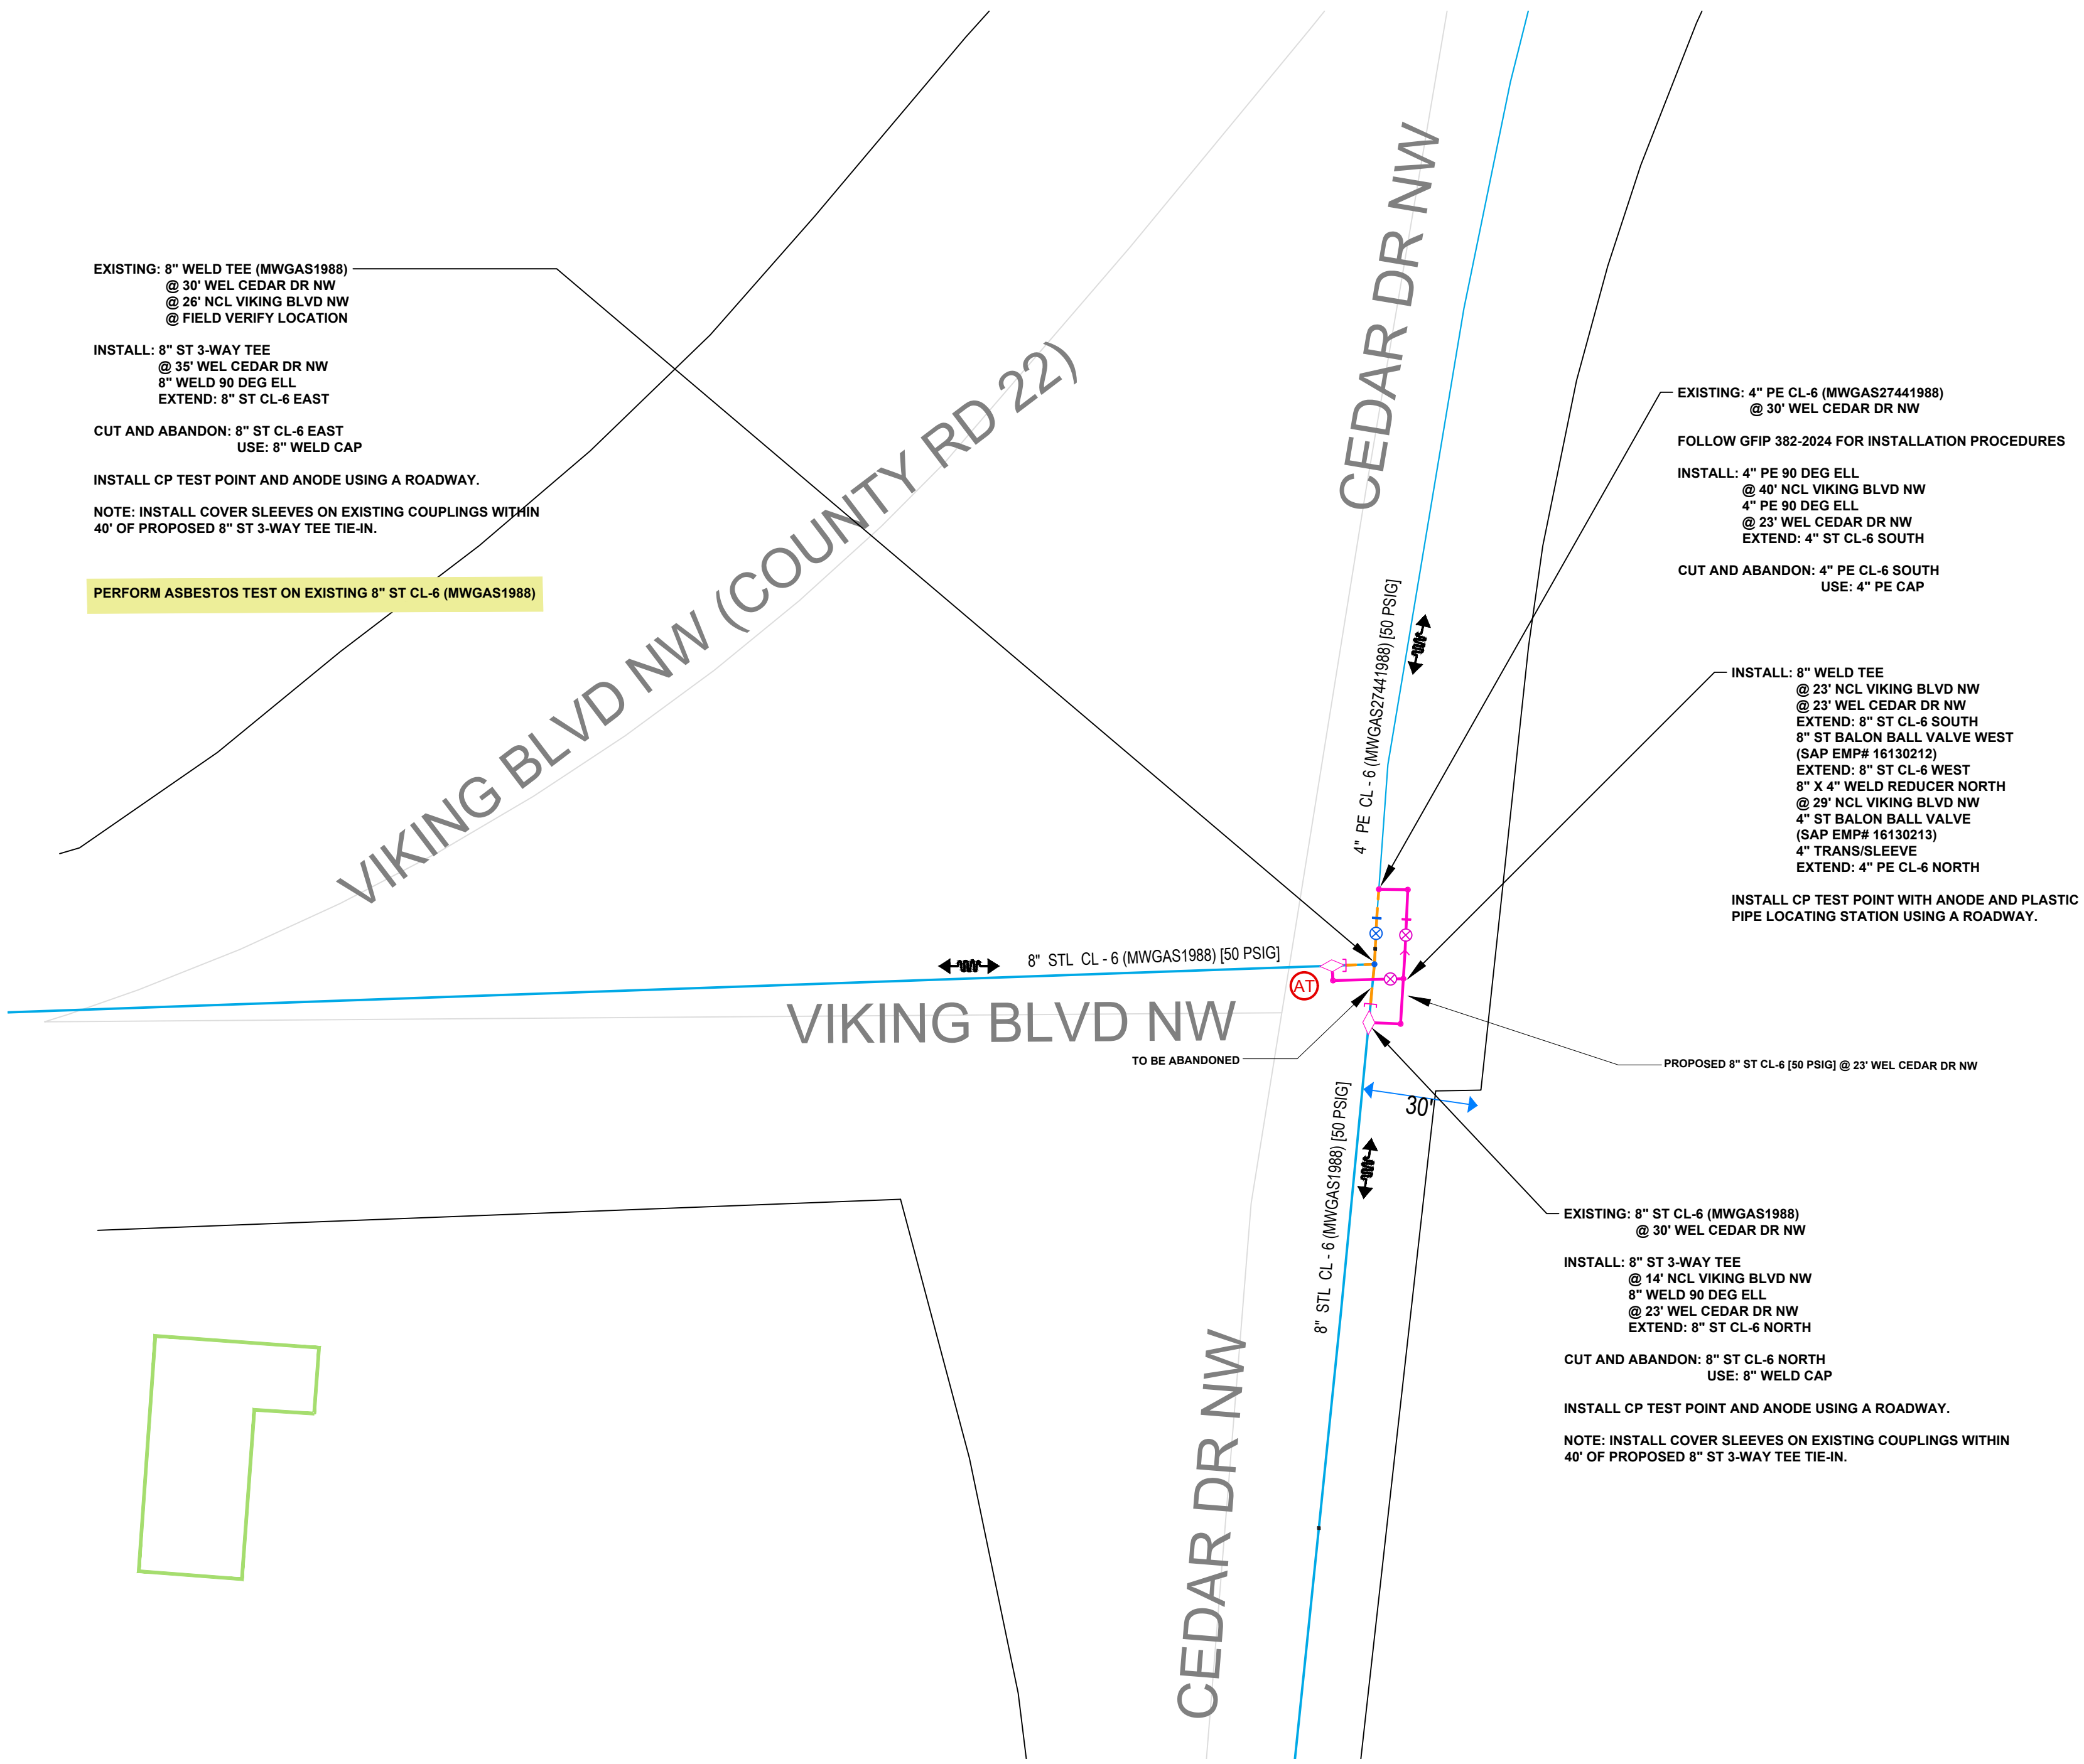 EXISTING: 8" WELD TEE (MWGAS1988)
@ 30' WEL CEDAR DR NW
@ 26' NCL VIKING BLVD NW
@ FIELD VERIFY LOCATION
INSTALL: 8" ST 3-WAY TEE
@ 35' WEL CEDAR DR NW
8" WELD 90 DEG ELL
EXTEND: 8" ST CL-6 EAST
CUT AND ABANDON: 8" ST CL-6 EAST
USE: 8" WELD CAP
INSTALL CP TEST POINT AND ANODE USING A ROADWAY.
NOTE: INSTALL COVER SLEEVES ON EXISTING COUPLINGS WITHIN
40' OF PROPOSED 8" ST 3-WAY TEE TIE-IN.
PERFORM ASBESTOS TEST ON EXISTING 8" ST CL-6 (MWGAS1988)
VIKING BLVD NW (COUNTY RD 22)
CEDAR DR NW
4" PE CL - 6 (MWGAS27441988) [50 PSIG]
EXISTING: 4" PE CL-6 (MWGAS27441988)
@ 30' WEL CEDAR DR NW
FOLLOW GFIP 382-2024 FOR INSTALLATION PROCEDURES
INSTALL: 4" PE 90 DEG ELL
@ 40' NCL VIKING BLVD NW
4" PE 90 DEG ELL
@ 23' WEL CEDAR DR NW
EXTEND: 4" ST CL-6 SOUTH
CUT AND ABANDON: 4" PE CL-6 SOUTH
USE: 4" PE CAP
INSTALL: 8" WELD TEE
@ 23' NCL VIKING BLVD NW
@ 23' WEL CEDAR DR NW
EXTEND: 8" ST CL-6 SOUTH
8" ST BALON BALL VALVE WEST
(SAP EMP# 16130212)
EXTEND: 8" ST CL-6 WEST
8" X 4" WELD REDUCER NORTH
@ 29' NCL VIKING BLVD NW
4" ST BALON BALL VALVE
(SAP EMP# 16130213)
4" TRANS/SLEEVE
EXTEND: 4" PE CL-6 NORTH
INSTALL CP TEST POINT WITH ANODE AND PLASTIC
PIPE LOCATING STATION USING A ROADWAY.
8" STL CL - 6 (MWGAS1988) [50 PSIG]
AT
VIKING BLVD NW
TO BE ABANDONED
PROPOSED 8" ST CL-6 [50 PSIG] @ 23' WEL CEDAR DR NW
30'
8" STL CL - 6 (MWGAS1988) [50 PSIG]
EXISTING: 8" ST CL-6 (MWGAS1988)
@ 30' WEL CEDAR DR NW
INSTALL: 8" ST 3-WAY TEE
@ 14' NCL VIKING BLVD NW
8" WELD 90 DEG ELL
@ 23' WEL CEDAR DR NW
EXTEND: 8" ST CL-6 NORTH
CUT AND ABANDON: 8" ST CL-6 NORTH
USE: 8" WELD CAP
INSTALL CP TEST POINT AND ANODE USING A ROADWAY.
NOTE: INSTALL COVER SLEEVES ON EXISTING COUPLINGS WITHIN
40' OF PROPOSED 8" ST 3-WAY TEE TIE-IN.
CEDAR DR NW